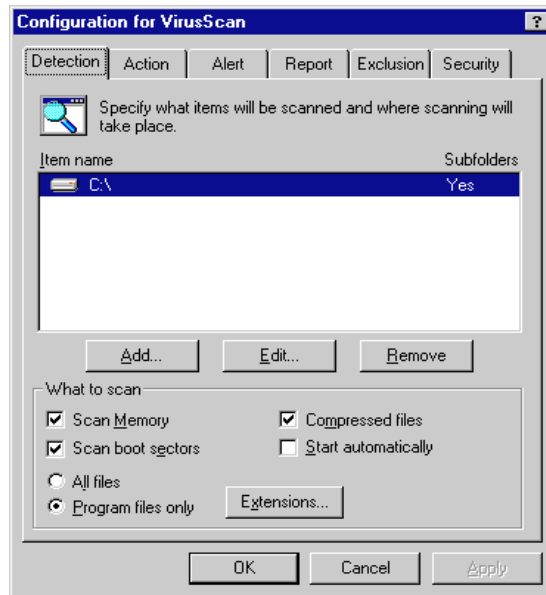 Configuration for VirusScan ?
Detection Action Alert Report Exclusion Security
Specify what items will be scanned and where scanning will
take place.
Item name Subfolders
C:\ Yes
Add... Edit... Remove
What to scan
Scan Memory Compressed files
Scan boot sectors Start automatically
All files
Program files only Extensions...
OK Cancel Apply